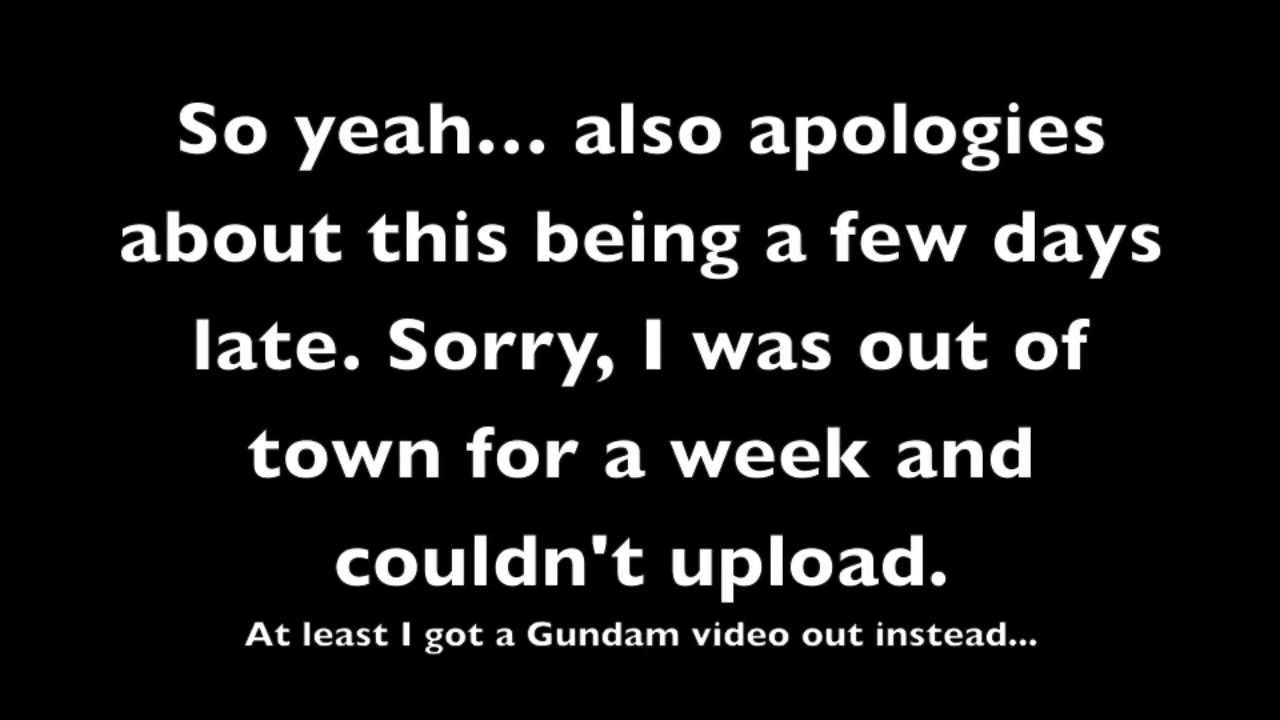 So yeah... also apologies
about this being a few days
late. Sorry, I was out of
town for a week and
couldn't upload.
At least I got a Gundam video out instead...